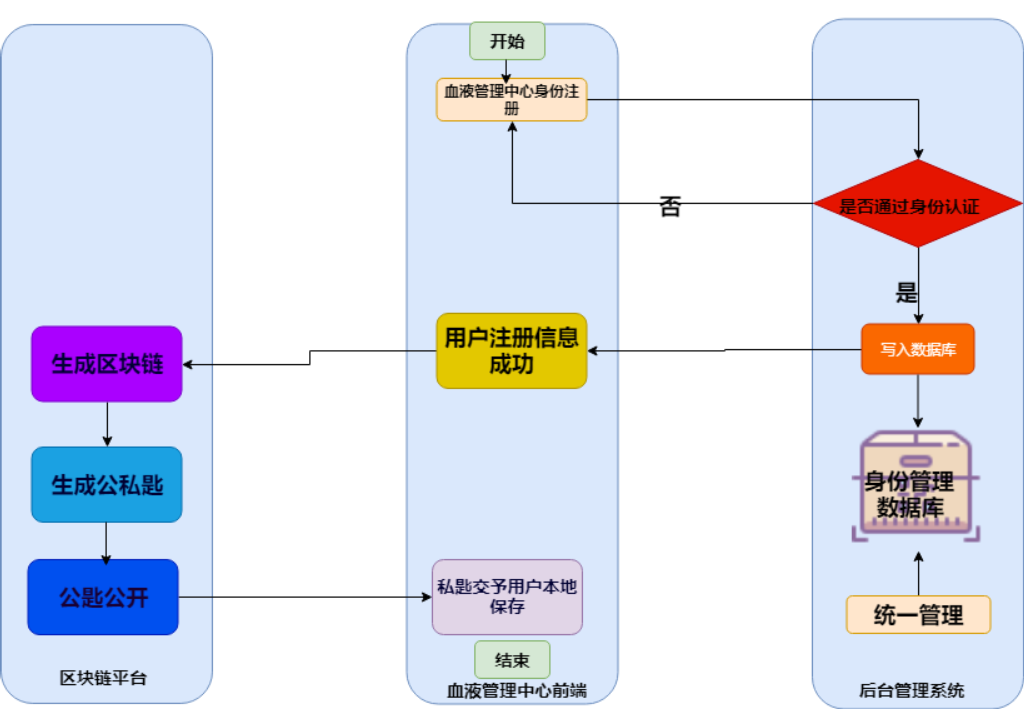 开始
血液管理中心身份注
册
是否通过身份认证
否
是
生成区块链
用户注册信息
成功
写入数据库
生成公私匙
身份管理
数据库
公匙公开
私匙交予用户本地
保存
统一管理
结束
区块链平台
血液管理中心前端
后台管理系统